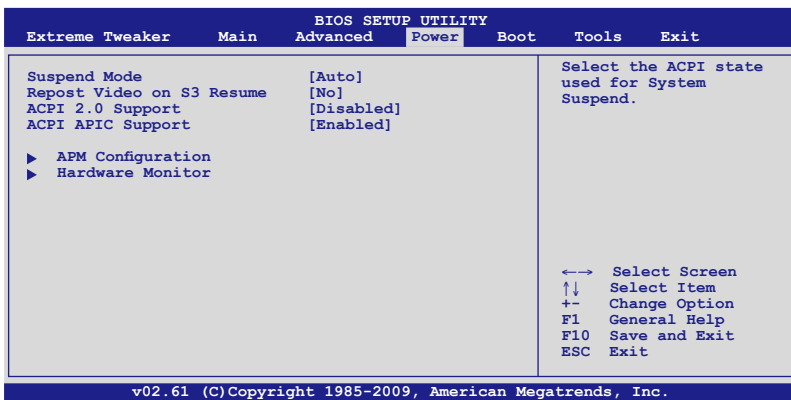 BIOS SETUP UTILITY
Extreme Tweaker Main Advanced Power Boot Tools Exit
Suspend Mode [Auto]
Repost Video on S3 Resume [No]
ACPI 2.0 Support [Disabled]
ACPI APIC Support [Enabled]
APM Configuration
Hardware Monitor
Select the ACPI state
used for System
Suspend.
←→ Select Screen
↑↓ Select Item
+- Change Option
F1 General Help
F10 Save and Exit
ESC Exit
v02.61 (C)Copyright 1985-2009, American Megatrends, Inc.